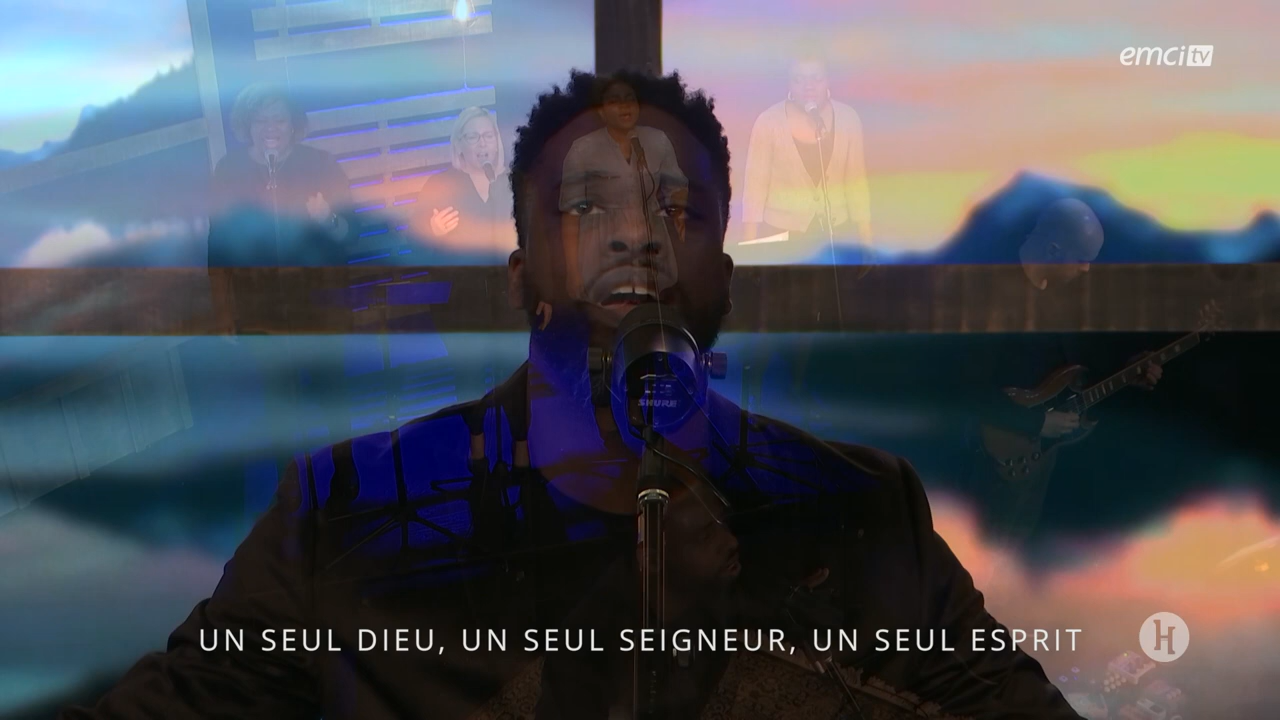 emci tv
SHURE
UN SEUL DIEU, UN SEUL SEIGNEUR, UN SEUL ESPRIT
H